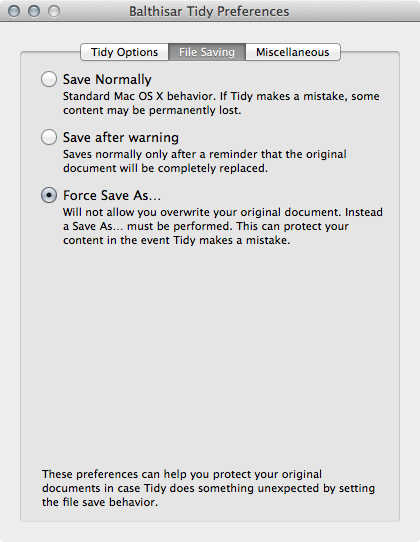 Balthisar Tidy Preferences
Tidy Options File Saving Miscellaneous
Save Normally
Standard Mac OS X behavior. If Tidy makes a mistake, some
content may be permanently lost.
Save after warning
Saves normally only after a reminder that the original
document will be completely replaced.
Force Save As...
Will not allow you overwrite your original document. Instead
a Save As... must be performed. This can protect your
content in the event Tidy makes a mistake.
These preferences can help you protect your original
documents in case Tidy does something unexpected by setting
the file save behavior.